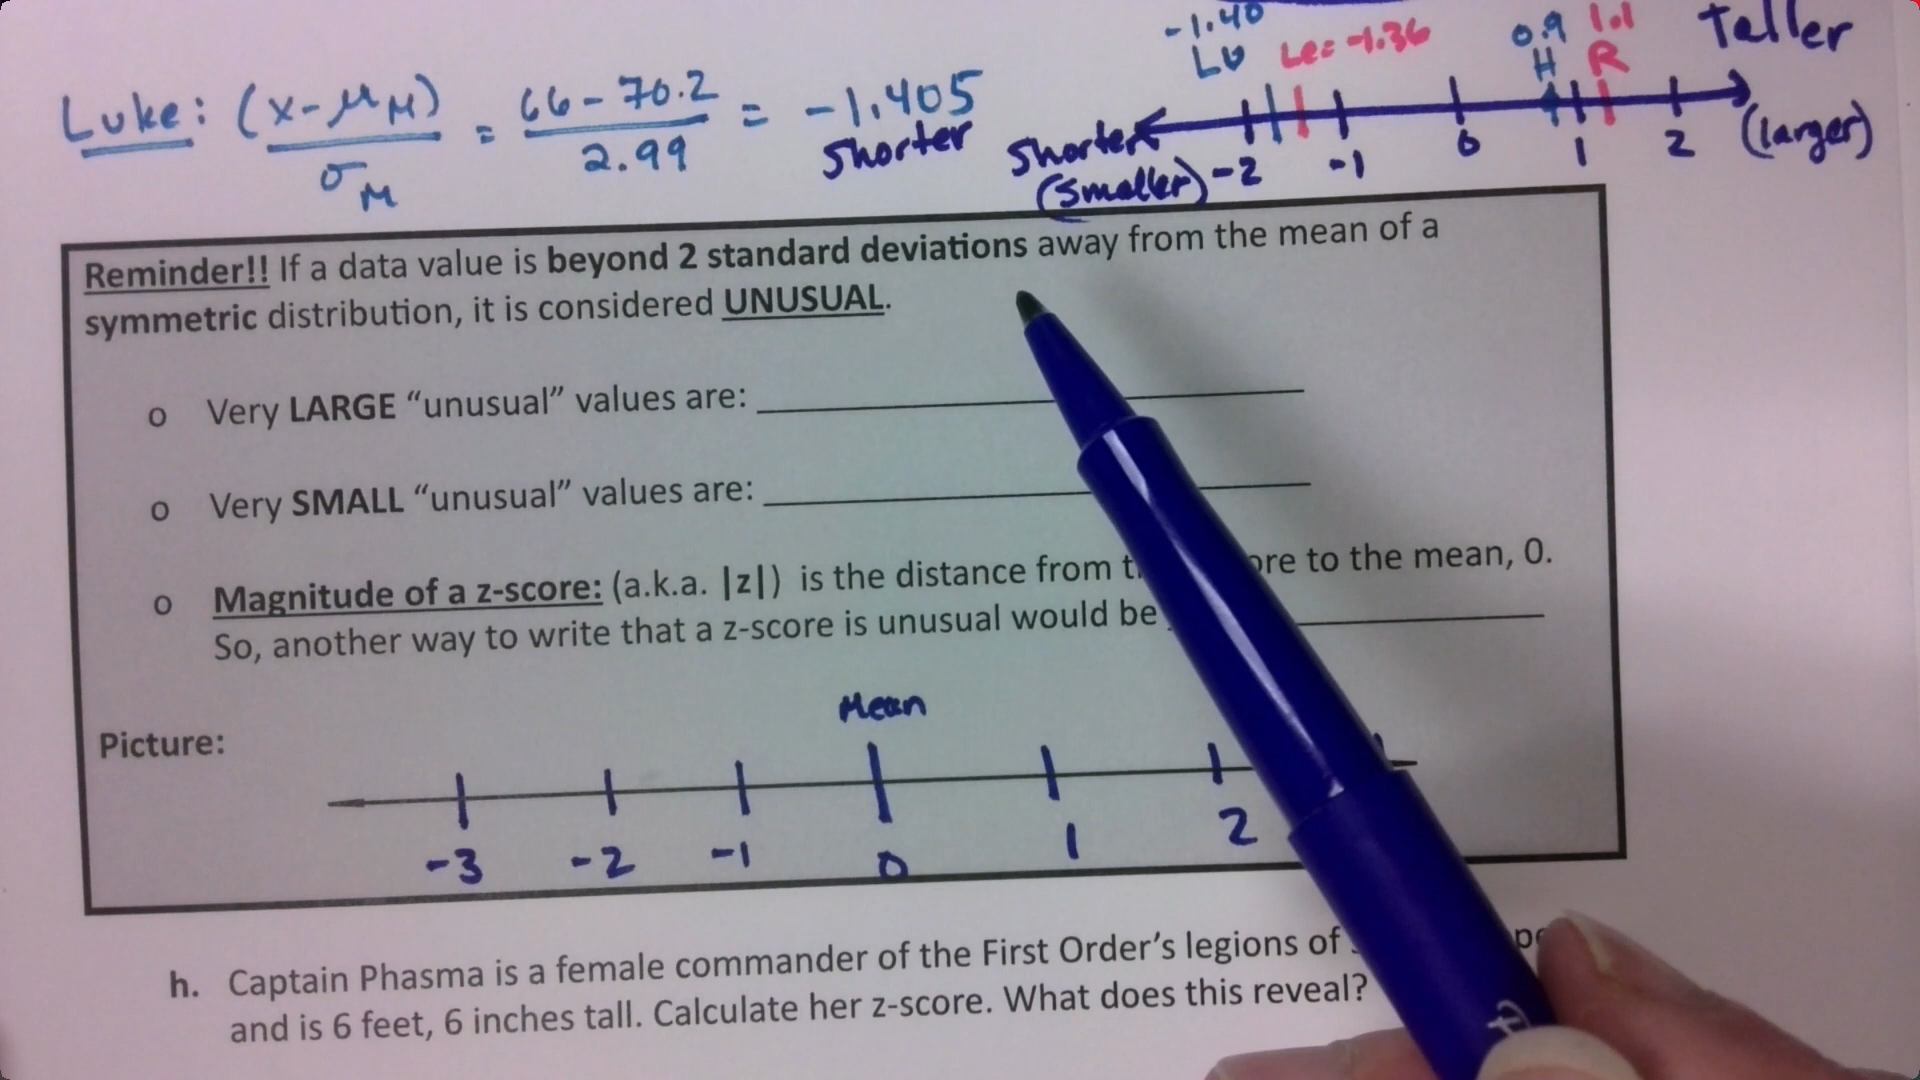 Luke: (x-μM) / σM = 66-70.2 / 2.99 = -1.405
shorter
-1.40 Le=-1.36 0.9 1.1 Taller
LU H R
Shorter (larger)
(smaller) -2 -1 0 1 2
Reminder!! If a data value is beyond 2 standard deviations away from the mean of a
symmetric distribution, it is considered UNUSUAL.
o Very LARGE “unusual” values are:
o Very SMALL “unusual” values are:
o Magnitude of a z-score: (a.k.a. |z|) is the distance from to the mean, 0.
So, another way to write that a z-score is unusual would be
Mean
Picture:
-3 -2 -1 0 1 2
h. Captain Phasma is a female commander of the First Order’s legions of
and is 6 feet, 6 inches tall. Calculate her z-score. What does this reveal?